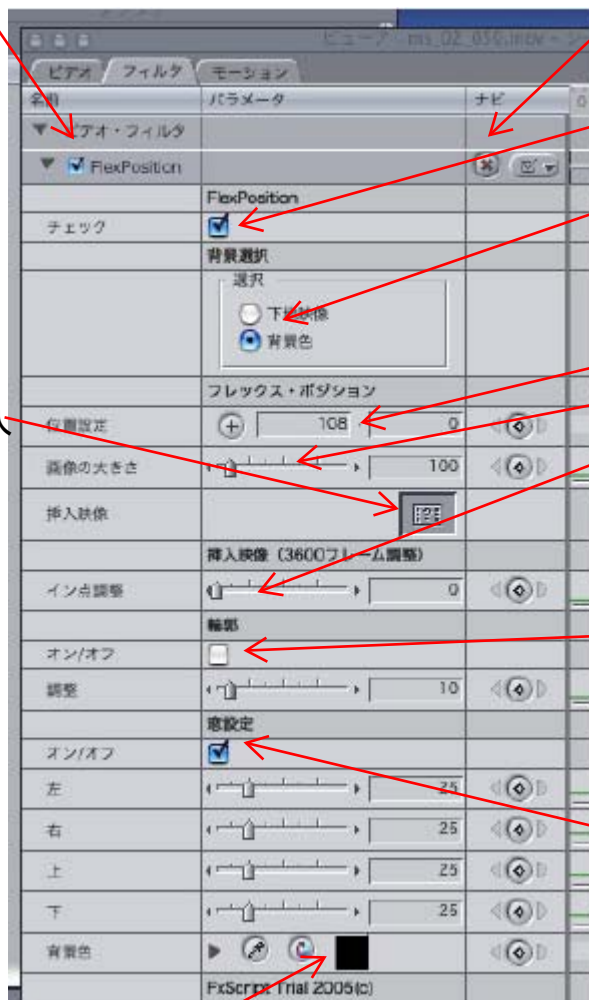 ビューア - ms_02_050.mov -
ビデオ フィルタ モーション
名前 パラメータ ナビ
ビデオ・フィルタ
FlexPosition
FlexPosition
チェック
背景選択
選択
下地映像
背景色
フレックス・ポジション
位置設定 108 0
画像の大きさ 100
挿入映像
挿入映像（3600フレーム調整）
イン点調整 0
輪郭
オン/オフ
調整 10
窓設定
オン/オフ
左 25
右 25
上 25
下 25
背景色
FxScript Trial 2005(c)